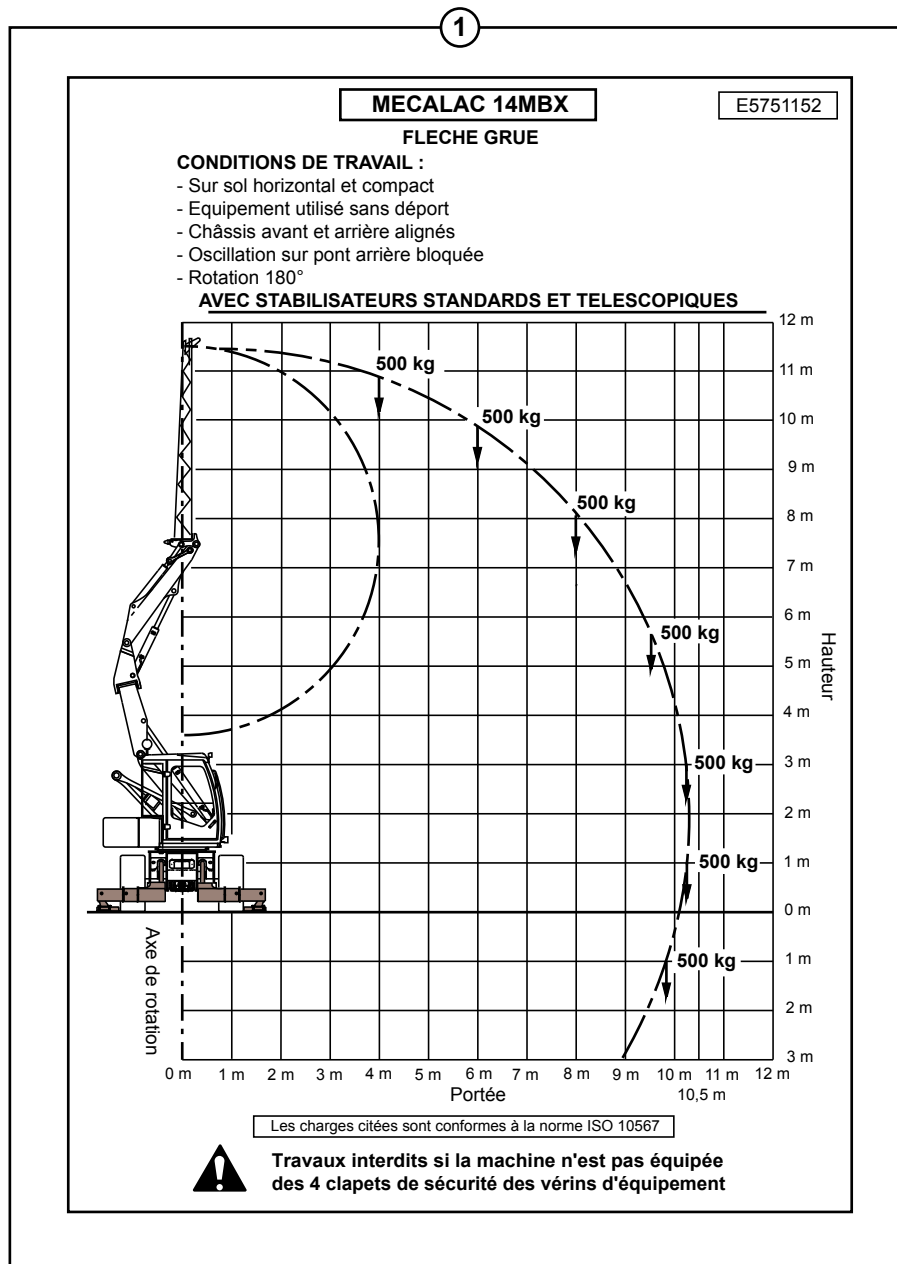 1
MECALAC 14MBX
E5751152
FLECHE GRUE
CONDITIONS DE TRAVAIL :
- Sur sol horizontal et compact
- Equipement utilisé sans déport
- Châssis avant et arrière alignés
- Oscillation sur pont arrière bloquée
- Rotation 180°
AVEC STABILISATEURS STANDARDS ET TELESCOPIQUES
12 m
500 kg
11 m
500 kg
10 m
9 m
500 kg
8 m
7 m
6 m
500 kg
5 m
Hauteur
4 m
500 kg
3 m
2 m
500 kg
1 m
0 m
500 kg
1 m
2 m
3 m
Axe de rotation
0 m 1 m 2 m 3 m 4 m 5 m 6 m 7 m 8 m 9 m 10 m 11 m 12 m
Portée
10,5 m
Les charges citées sont conformes à la norme ISO 10567
Travaux interdits si la machine n'est pas équipée
des 4 clapets de sécurité des vérins d'équipement